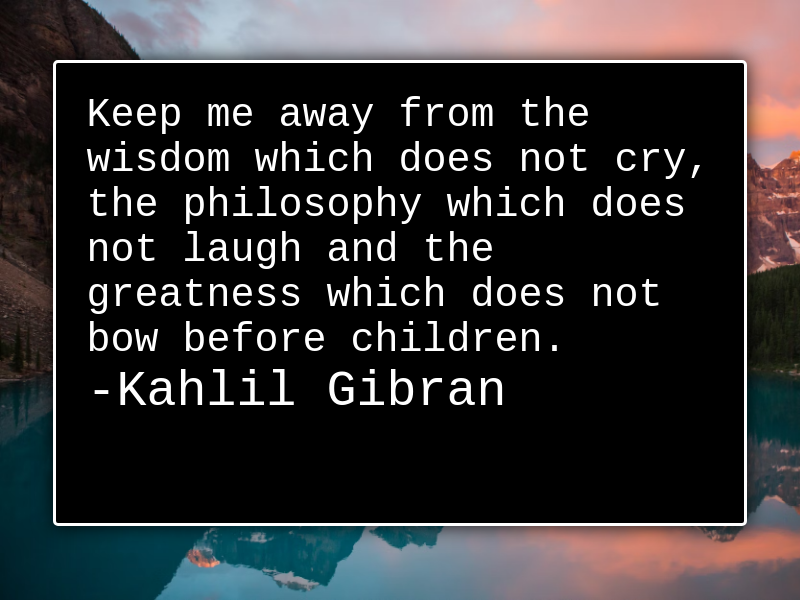 Keep me away from the
wisdom which does not cry,
the philosophy which does
not laugh and the
greatness which does not
bow before children.
-Kahlil Gibran